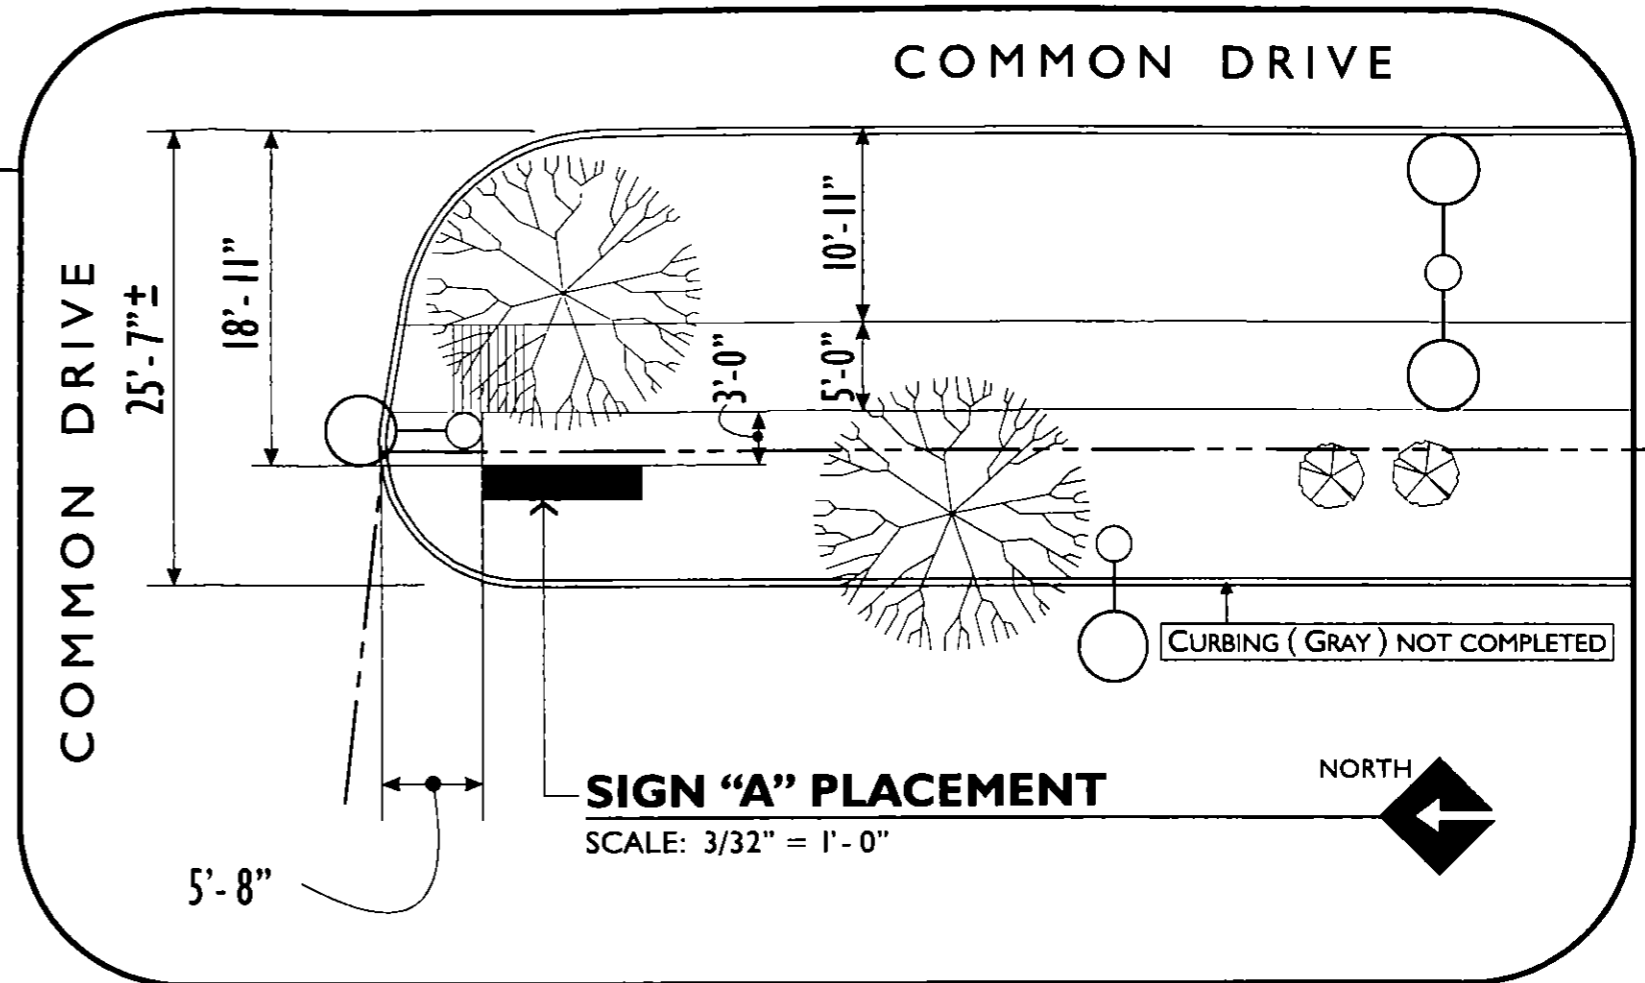 COMMON DRIVE
COMMON DRIVE
25'-7"±
18'-11"
10'-11"
5'-0"
3'-0"
CURBING ( GRAY ) NOT COMPLETED
NORTH
SIGN “A” PLACEMENT
SCALE: 3/32" = 1'-0"
5'-8"